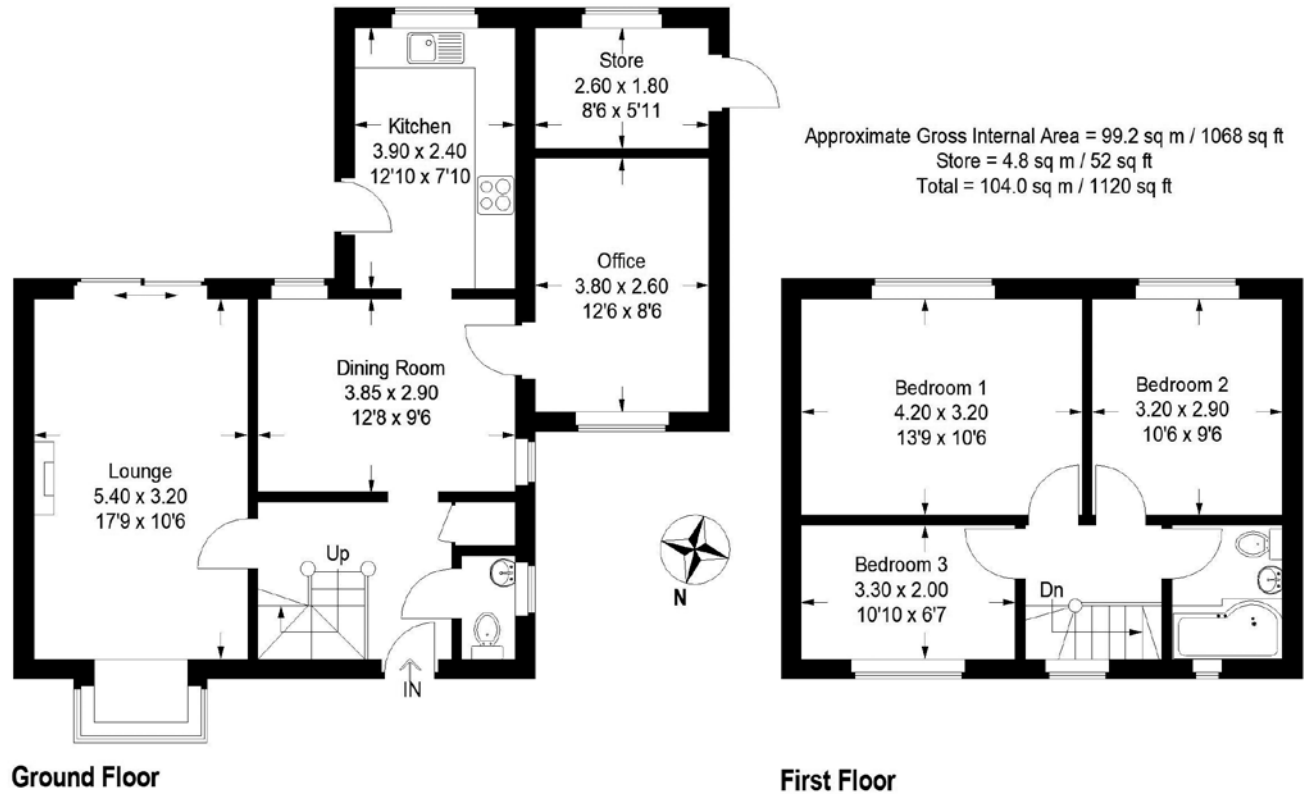 Store
2.60 x 1.80
8'6 x 5'11
Kitchen
3.90 x 2.40
12'10 x 7'10
Approximate Gross Internal Area = 99.2 sq m / 1068 sq ft
Store = 4.8 sq m / 52 sq ft
Total = 104.0 sq m / 1120 sq ft
Office
3.80 x 2.60
12'6 x 8'6
Dining Room
3.85 x 2.90
12'8 x 9'6
Lounge
5.40 x 3.20
17'9 x 10'6
Up
IN
N
Bedroom 1
4.20 x 3.20
13'9 x 10'6
Bedroom 2
3.20 x 2.90
10'6 x 9'6
Bedroom 3
3.30 x 2.00
10'10 x 6'7
Dn
Ground Floor
First Floor